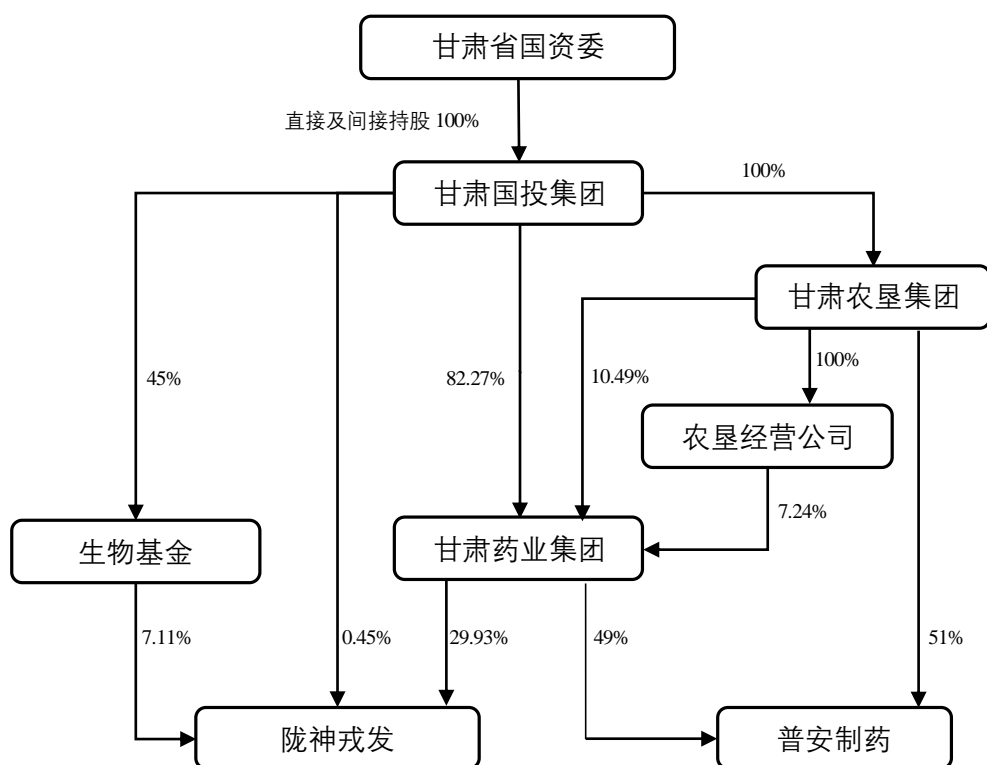 甘肃省国资委
直接及间接持股 100%
甘肃国投集团
100%
甘肃农垦集团
45%
82.27%
10.49%
100%
农垦经营公司
7.24%
生物基金
甘肃药业集团
7.11%
0.45%
29.93%
49%
51%
陇神戎发
普安制药